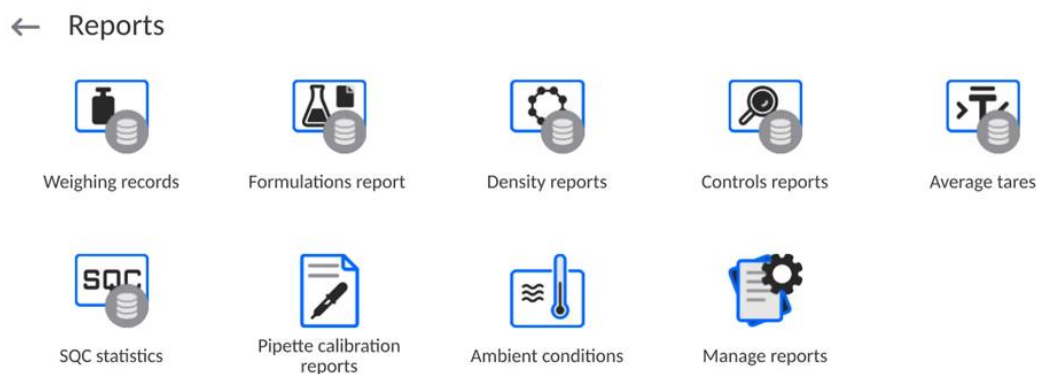 Reports
Weighing records
Formulations report
Density reports
Controls reports
Average tares
SQC
SQC statistics
Pipette calibration
reports
Ambient conditions
Manage reports